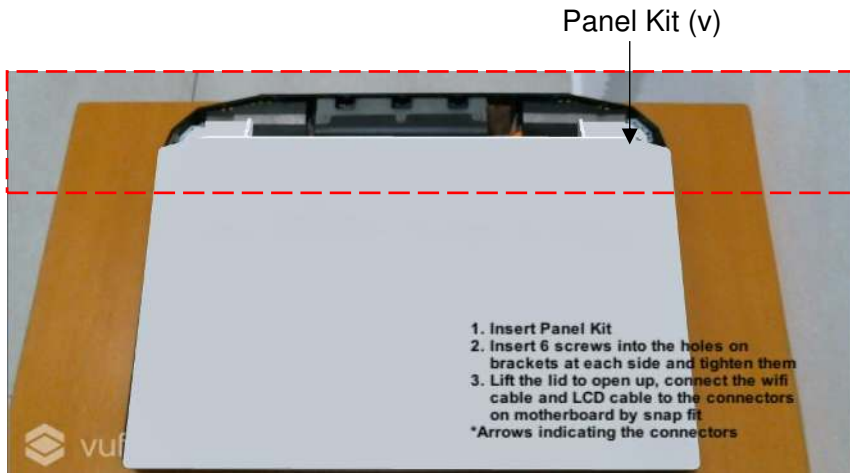 Panel Kit (v)
1. Insert Panel Kit
2. Insert 6 screws into the holes on
brackets at each side and tighten them
3. Lift the lid to open up, connect the wifi
cable and LCD cable to the connectors
on motherboard by snap fit
*Arrows indicating the connectors
vuf